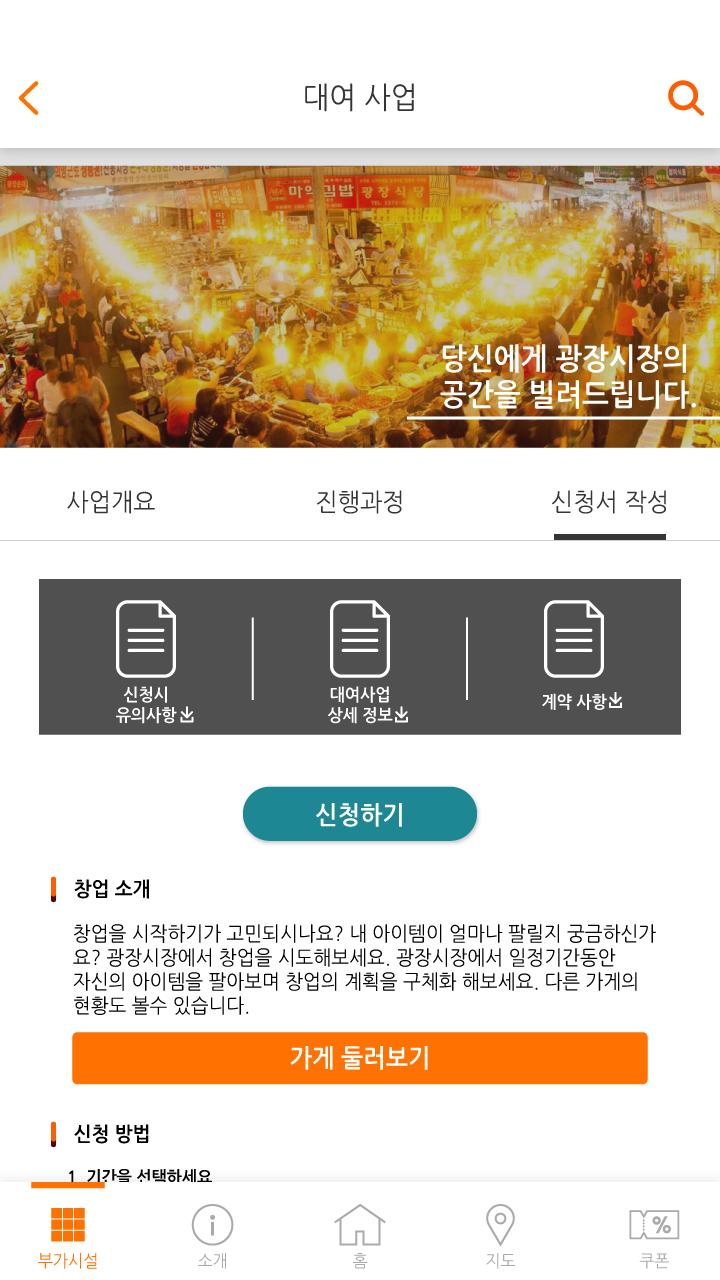 대여 사업
마약김밥 광장식당
당신에게 광장시장의
공간을 빌려드립니다.
사업개요
진행과정
신청서 작성
신청시
유의사항
대여사업
상세 정보
계약 사항
신청하기
창업 소개
창업을 시작하기가 고민되시나요? 내 아이템이 얼마나 팔릴지 궁금하신가
요? 광장시장에서 창업을 시도해보세요. 광장시장에서 일정기간동안
자신의 아이템을 팔아보며 창업의 계획을 구체화 해보세요. 다른 가게의
현황도 볼수 있습니다.
가게 둘러보기
신청 방법
1. 기간을 선택하세요
%
부가시설
소개
홈
지도
쿠폰